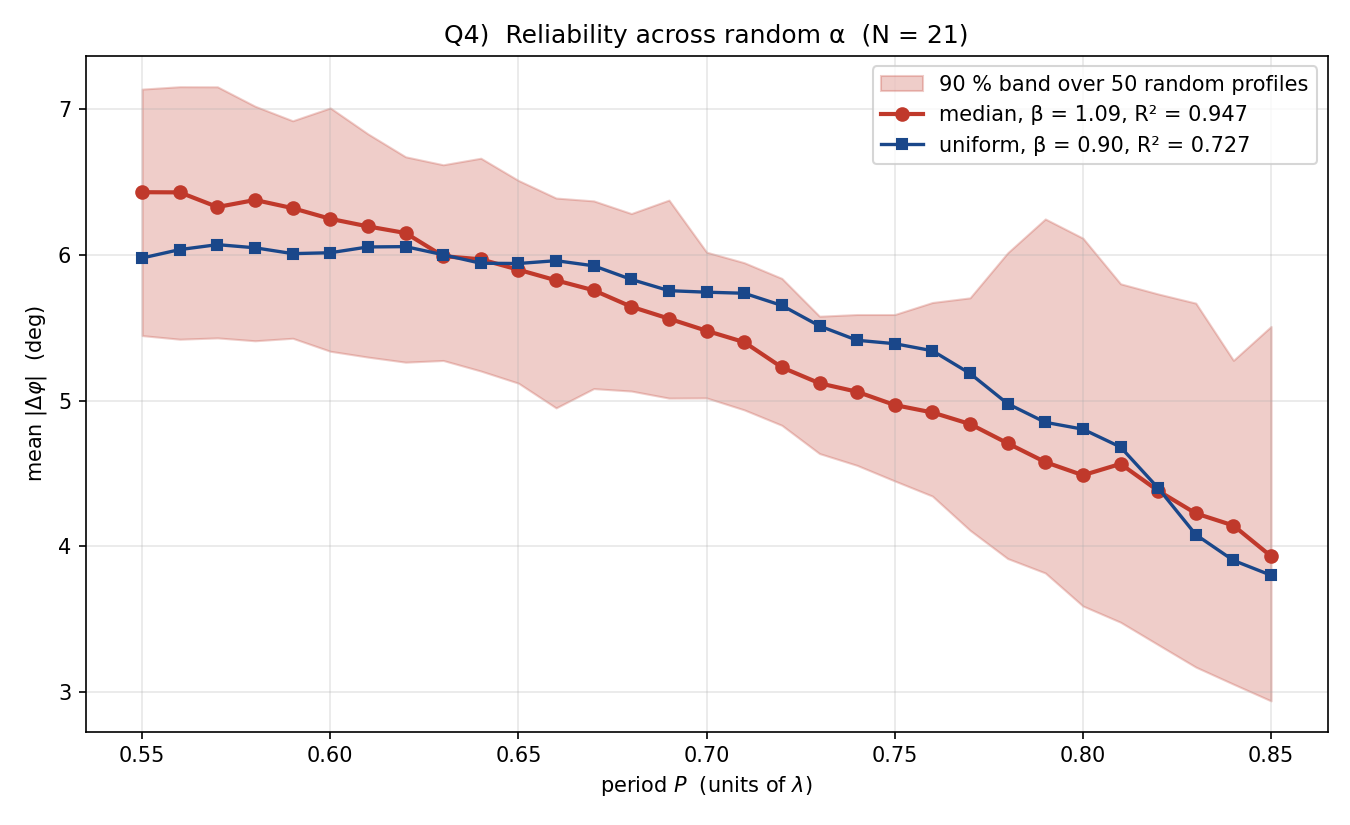 Q4)  Reliability across random α  (N = 21)
90 % band over 50 random profiles
median, β = 1.09, R² = 0.947
uniform, β = 0.90, R² = 0.727
mean |Δφ|  (deg)
7
6
5
4
3
0.55 0.60 0.65 0.70 0.75 0.80 0.85
period P  (units of λ)